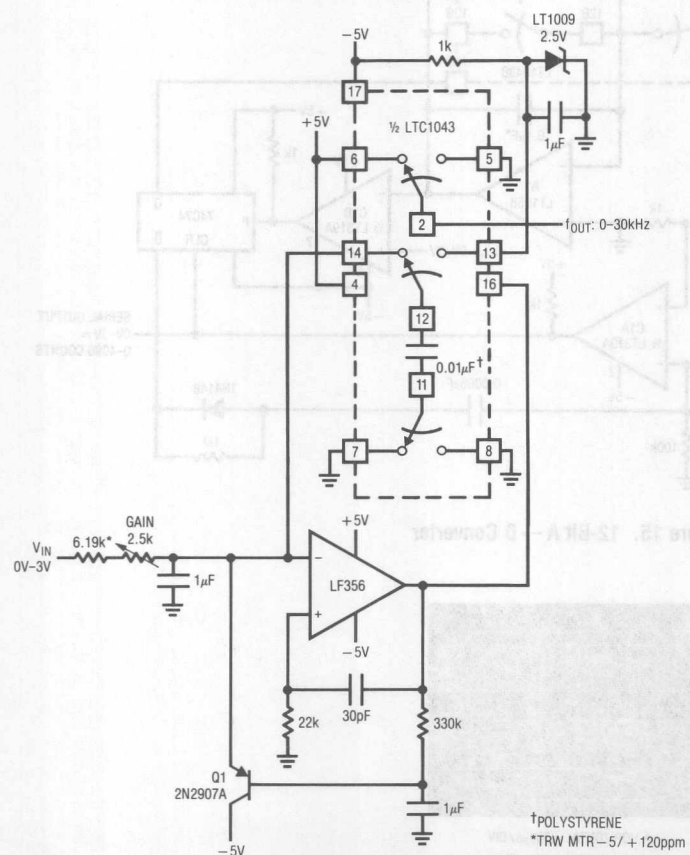 LT1009
2.5V
−5V
1k
17
+5V
½ LTC1043
1µF
6
5
2
fOUT: 0–30kHz
14
13
4
16
12
0.01µF†
11
7
8
GAIN
2.5k
6.19k*
VIN
0V–3V
1µF
+5V
−
LF356
+
−5V
22k
30pF
330k
Q1
2N2907A
1µF
−5V
†POLYSTYRENE
*TRW MTR−5/+120ppm